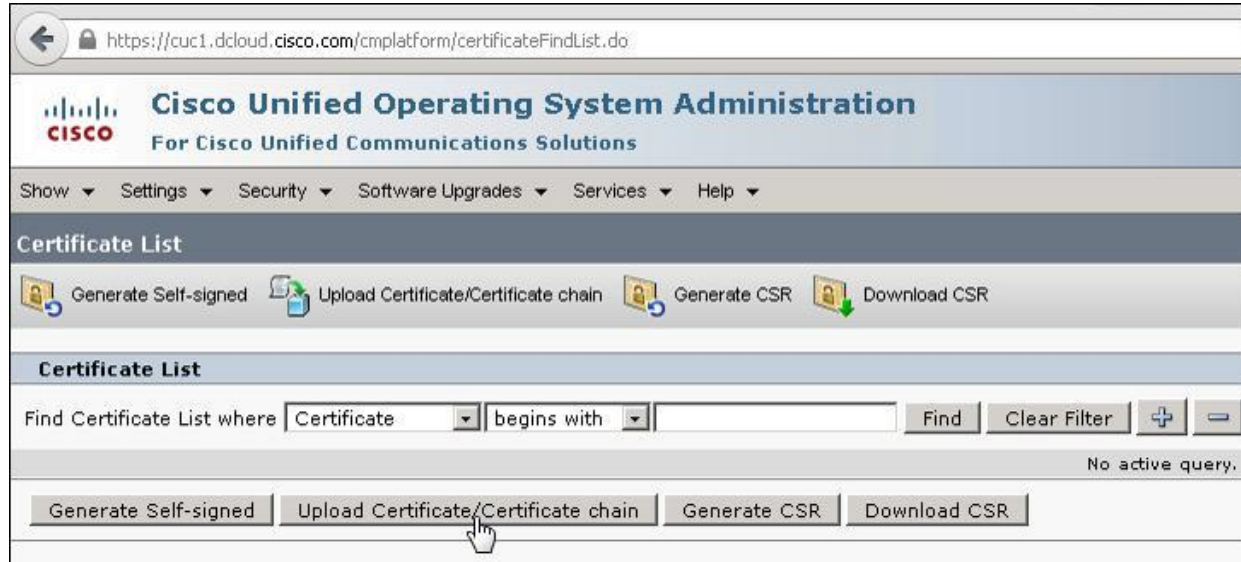 https://cuc1.dcloud.cisco.com/cmplatform/certificateFindList.do
CISCO
Cisco Unified Operating System Administration
For Cisco Unified Communications Solutions
Show Settings Security Software Upgrades Services Help
Certificate List
Generate Self-signed Upload Certificate/Certificate chain Generate CSR Download CSR
Certificate List
Find Certificate List where Certificate begins with Find Clear Filter
No active query.
Generate Self-signed Upload Certificate/Certificate chain Generate CSR Download CSR